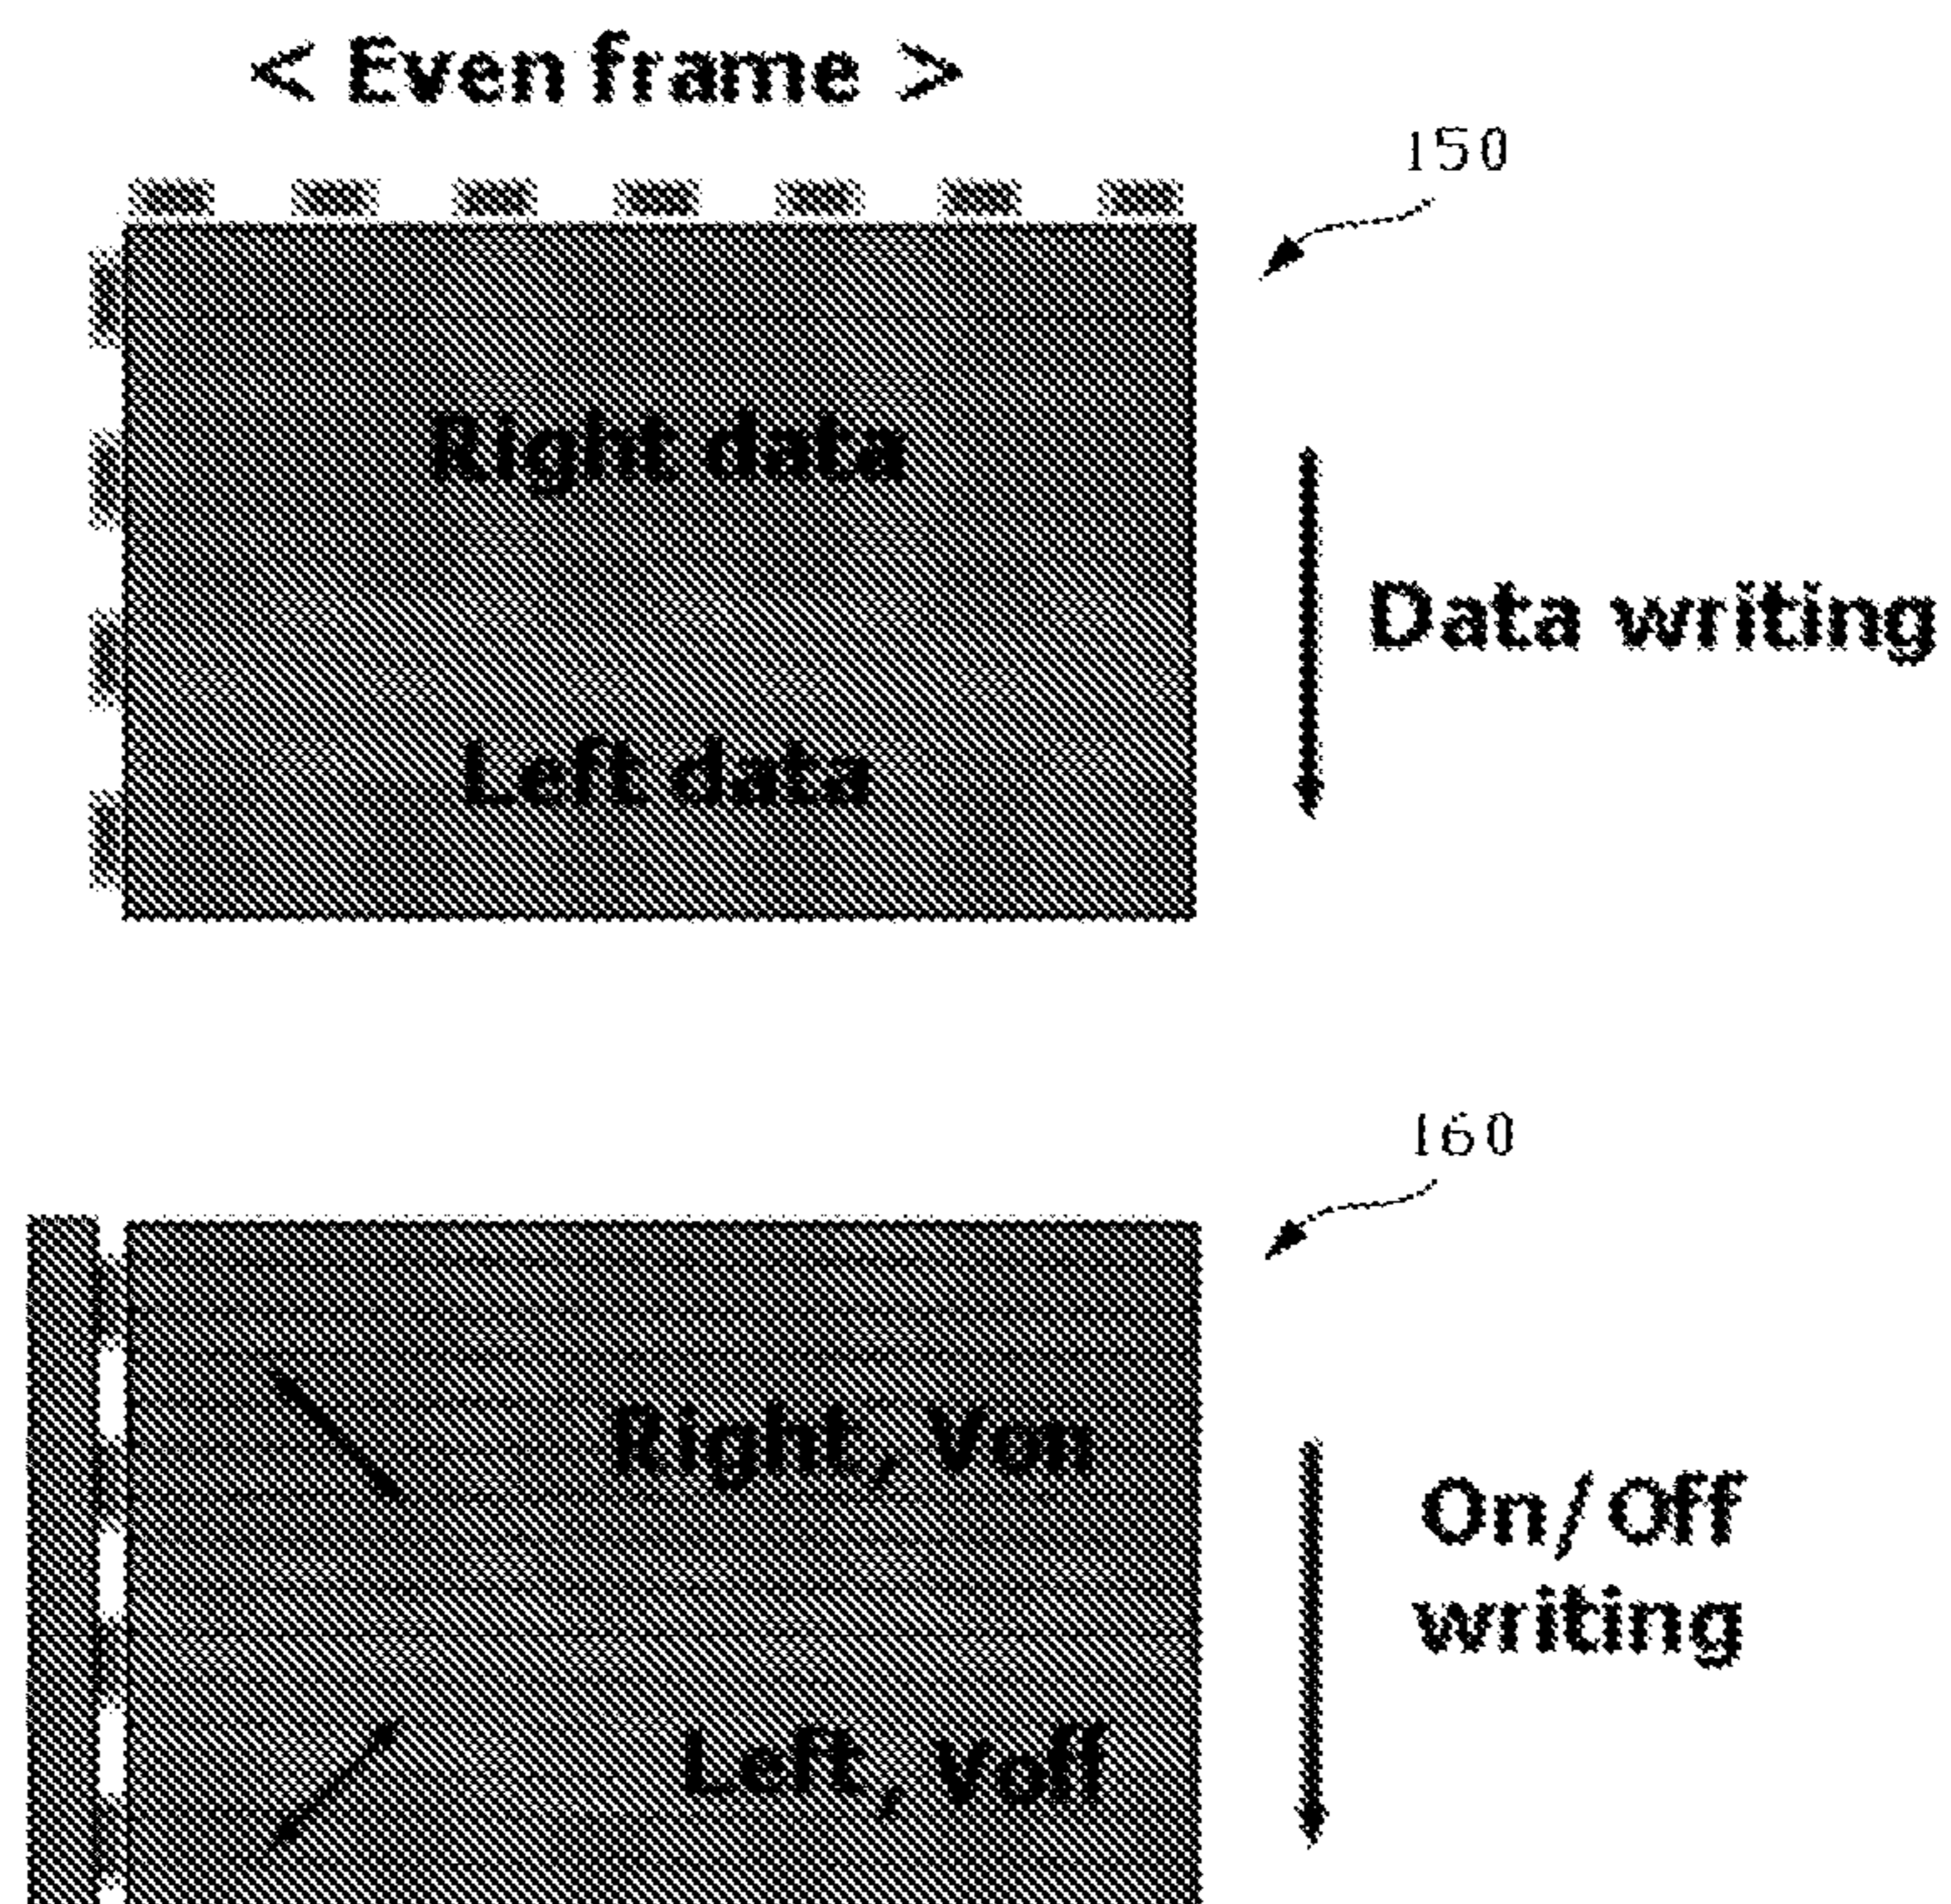 < Even frame >
150
Right data
Data writing
Left data
160
Right, Von
On/Off
writing
Left, Voff